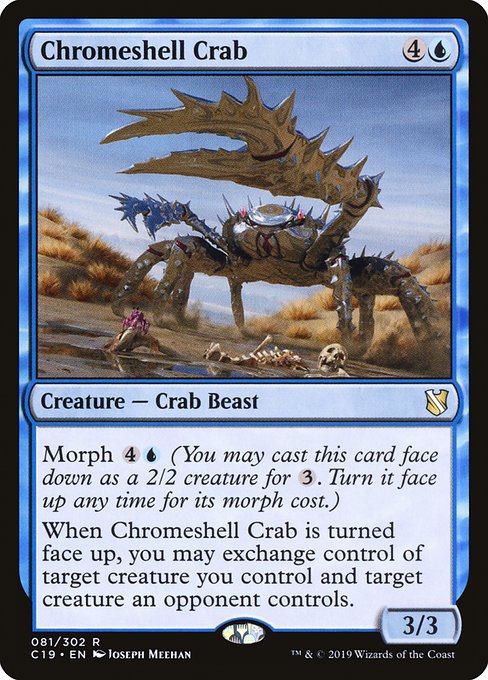 Chromeshell Crab 4
Creature — Crab Beast
Morph 4 (You may cast this card face
down as a 2/2 creature for 3. Turn it face
up any time for its morph cost.)
When Chromeshell Crab is turned
face up, you may exchange control of
target creature you control and target
creature an opponent controls.
3/3
081/302 R
C19 • EN Joseph Meehan
™ & © 2019 Wizards of the Coast